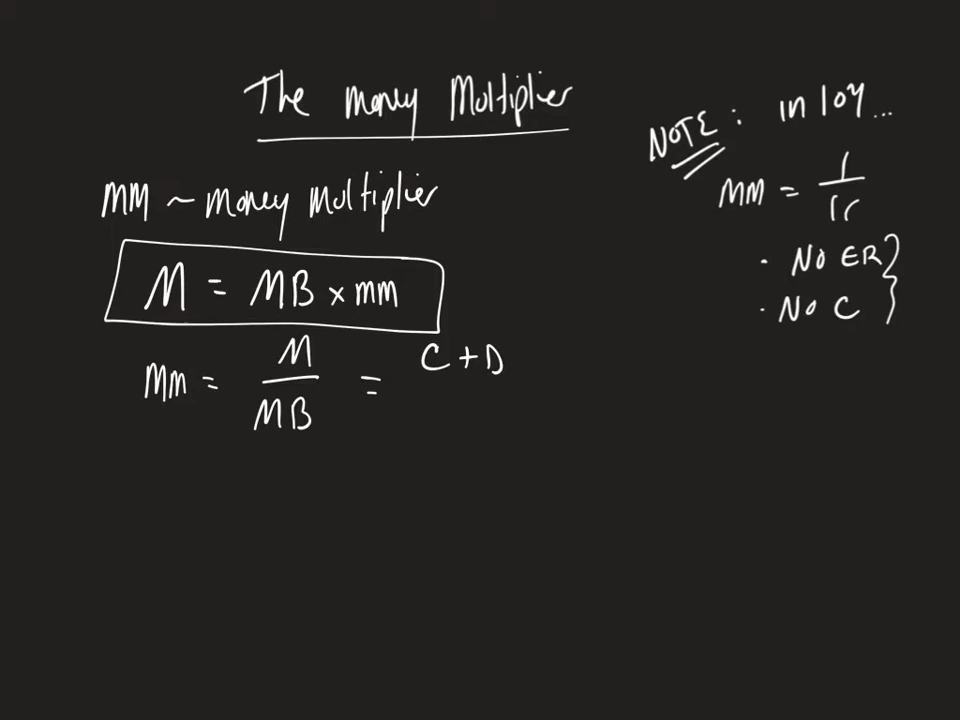 The money Multiplier
MM ~ money multiplier
M = MB x mm
Mm = M / MB = C + D
NOTE: in 104...
MM = 1 / rr
· NO ER
· NO C